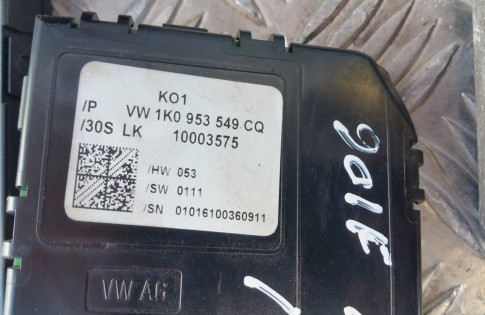 KO1
/P VW 1K0 953 549 CQ
/30S LK 10003575
/HW 053
/SW 0111
/SN 01016100360911
VW AG